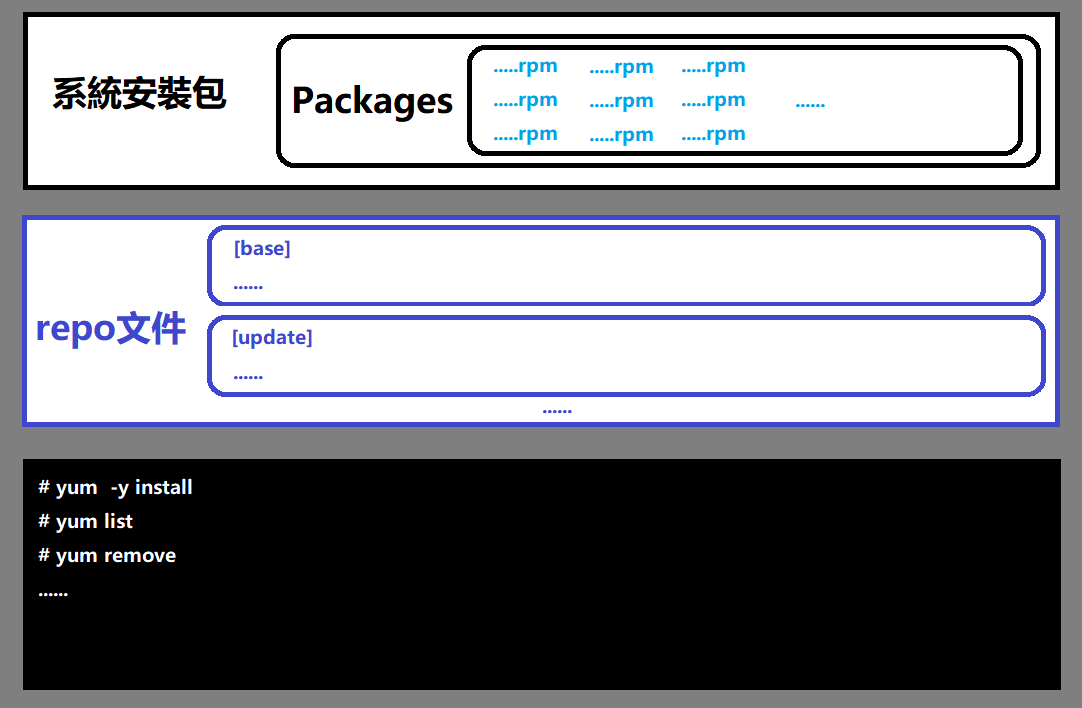 系統安裝包
Packages
.....rpm .....rpm .....rpm
.....rpm .....rpm .....rpm ......
.....rpm .....rpm .....rpm
repo文件
[base]
......
[update]
......
......
# yum  -y install
# yum list
# yum remove
......